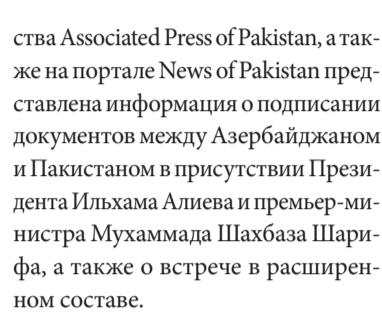 ства Associated Press of Pakistan, а так-
же на портале News of Pakistan пред-
ставлена информация о подписании
документов между Азербайджаном
и Пакистаном в присутствии Прези-
дента Ильхама Алиева и премьер-ми-
нистра Мухаммада Шахбаза Шари-
фа, а также о встрече в расширен-
ном составе.